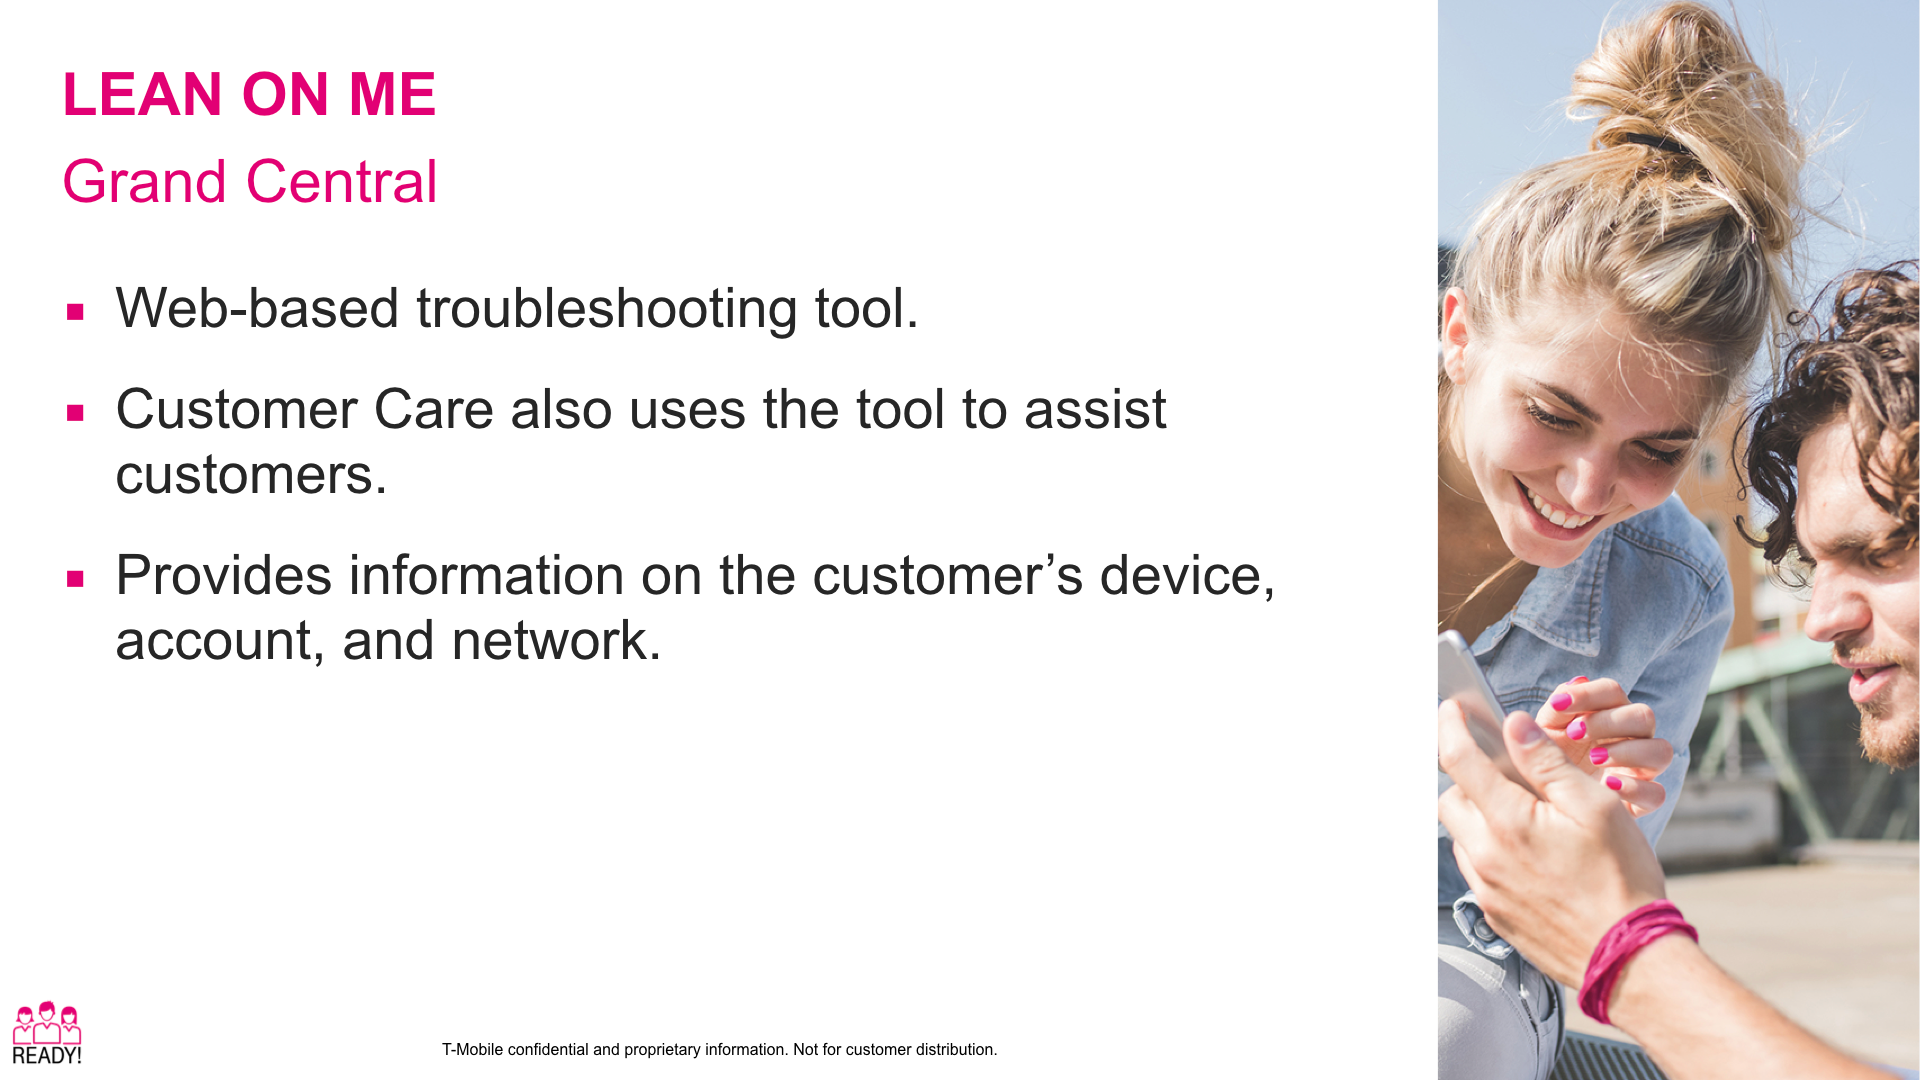 LEAN ON ME
Grand Central
▪ Web-based troubleshooting tool.
▪ Customer Care also uses the tool to assist
customers.
▪ Provides information on the customer’s device,
account, and network.
READY!
T-Mobile confidential and proprietary information. Not for customer distribution.